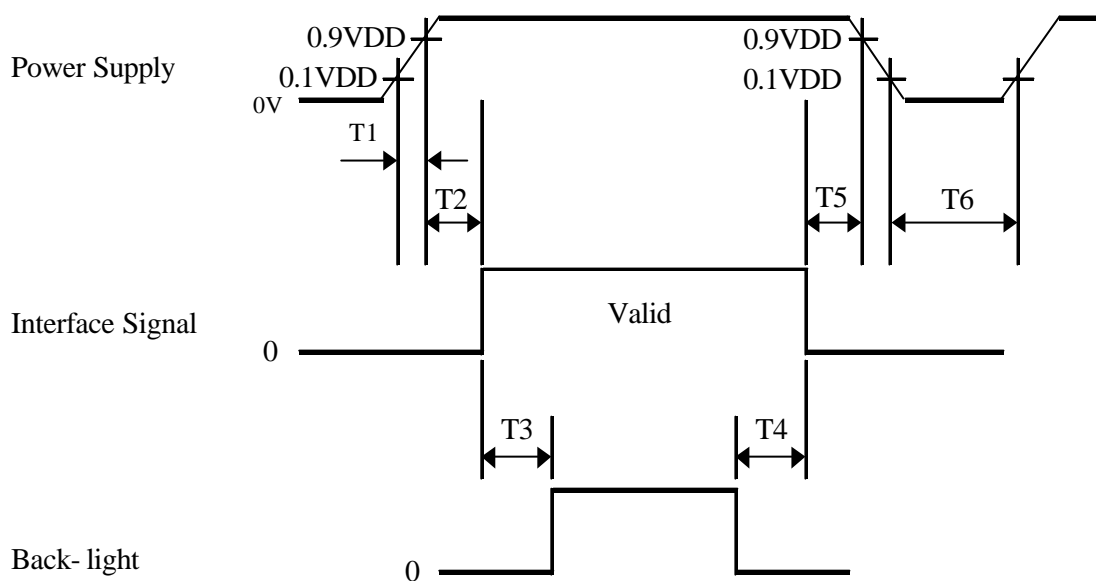 0.9VDD
0.9VDD
Power Supply
0.1VDD
0.1VDD
0V
T1
T2
T5
T6
Interface Signal
Valid
0
T3
T4
Back- light
0